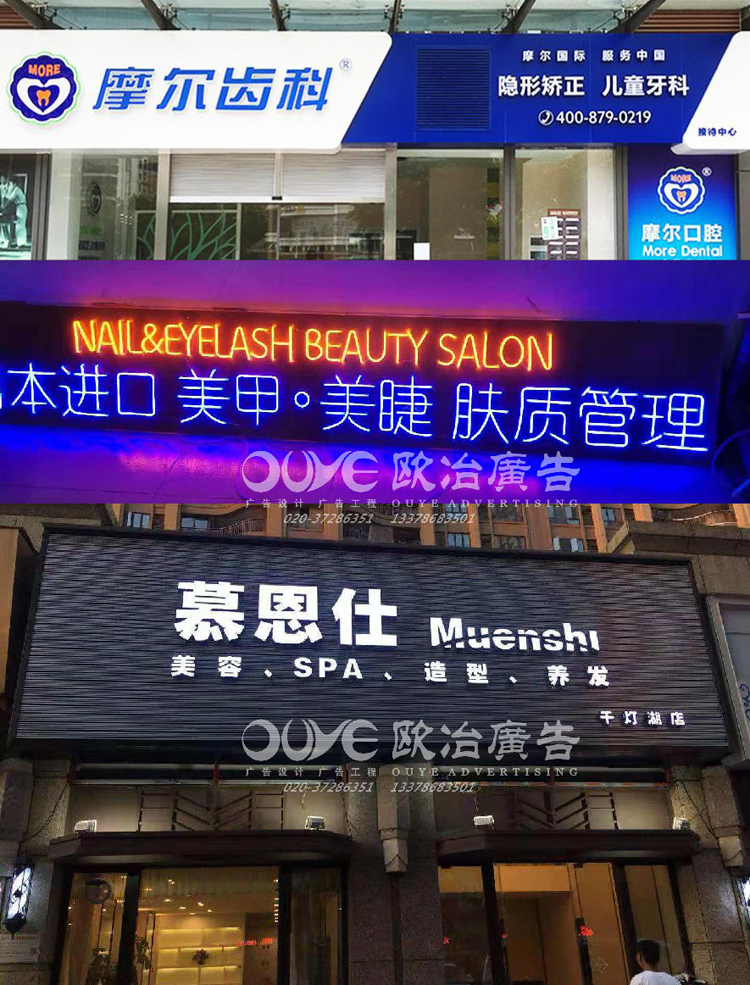 MORE
摩尔齿科®
摩尔国际 服务中国
隐形矫正 儿童牙科
400-879-0219
接待中心
MORE
®
摩尔口腔
More Dental
NAIL&EYELASH BEAUTY SALON
本进口 美甲。美睫 肤质管理
OUYE 欧冶廣告
广告设计 广告工程 OUYE ADVERTISING
020-37286351 13378683501
慕恩仕 Muenshi
美容、SPA、造型、养发
千灯湖店
OUYE 欧冶廣告
广告设计 广告工程 OUYE ADVERTISING
020-37286351 13378683501